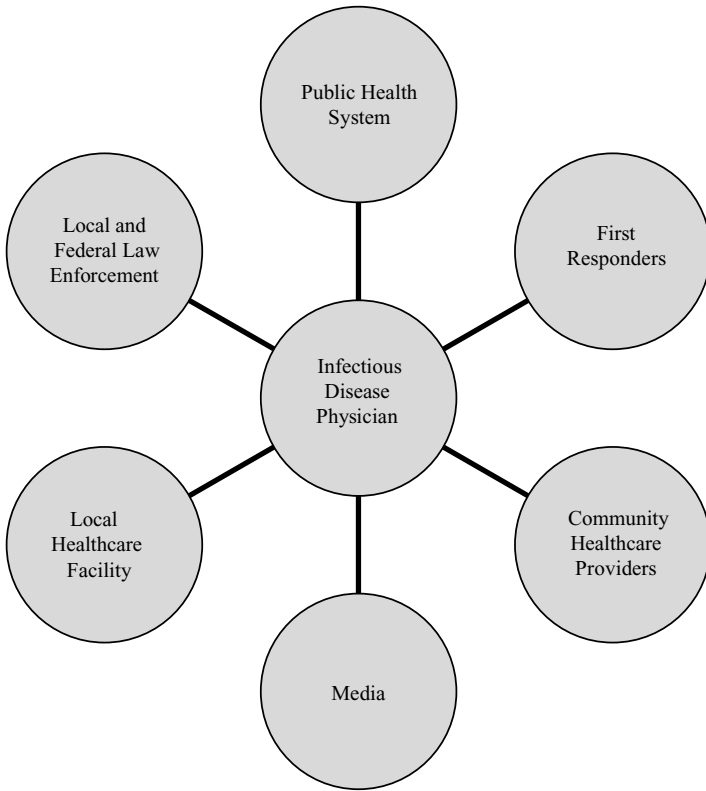 Public Health
System
Local and
Federal Law
Enforcement
First
Responders
Infectious
Disease
Physician
Local
Healthcare
Facility
Community
Healthcare
Providers
Media